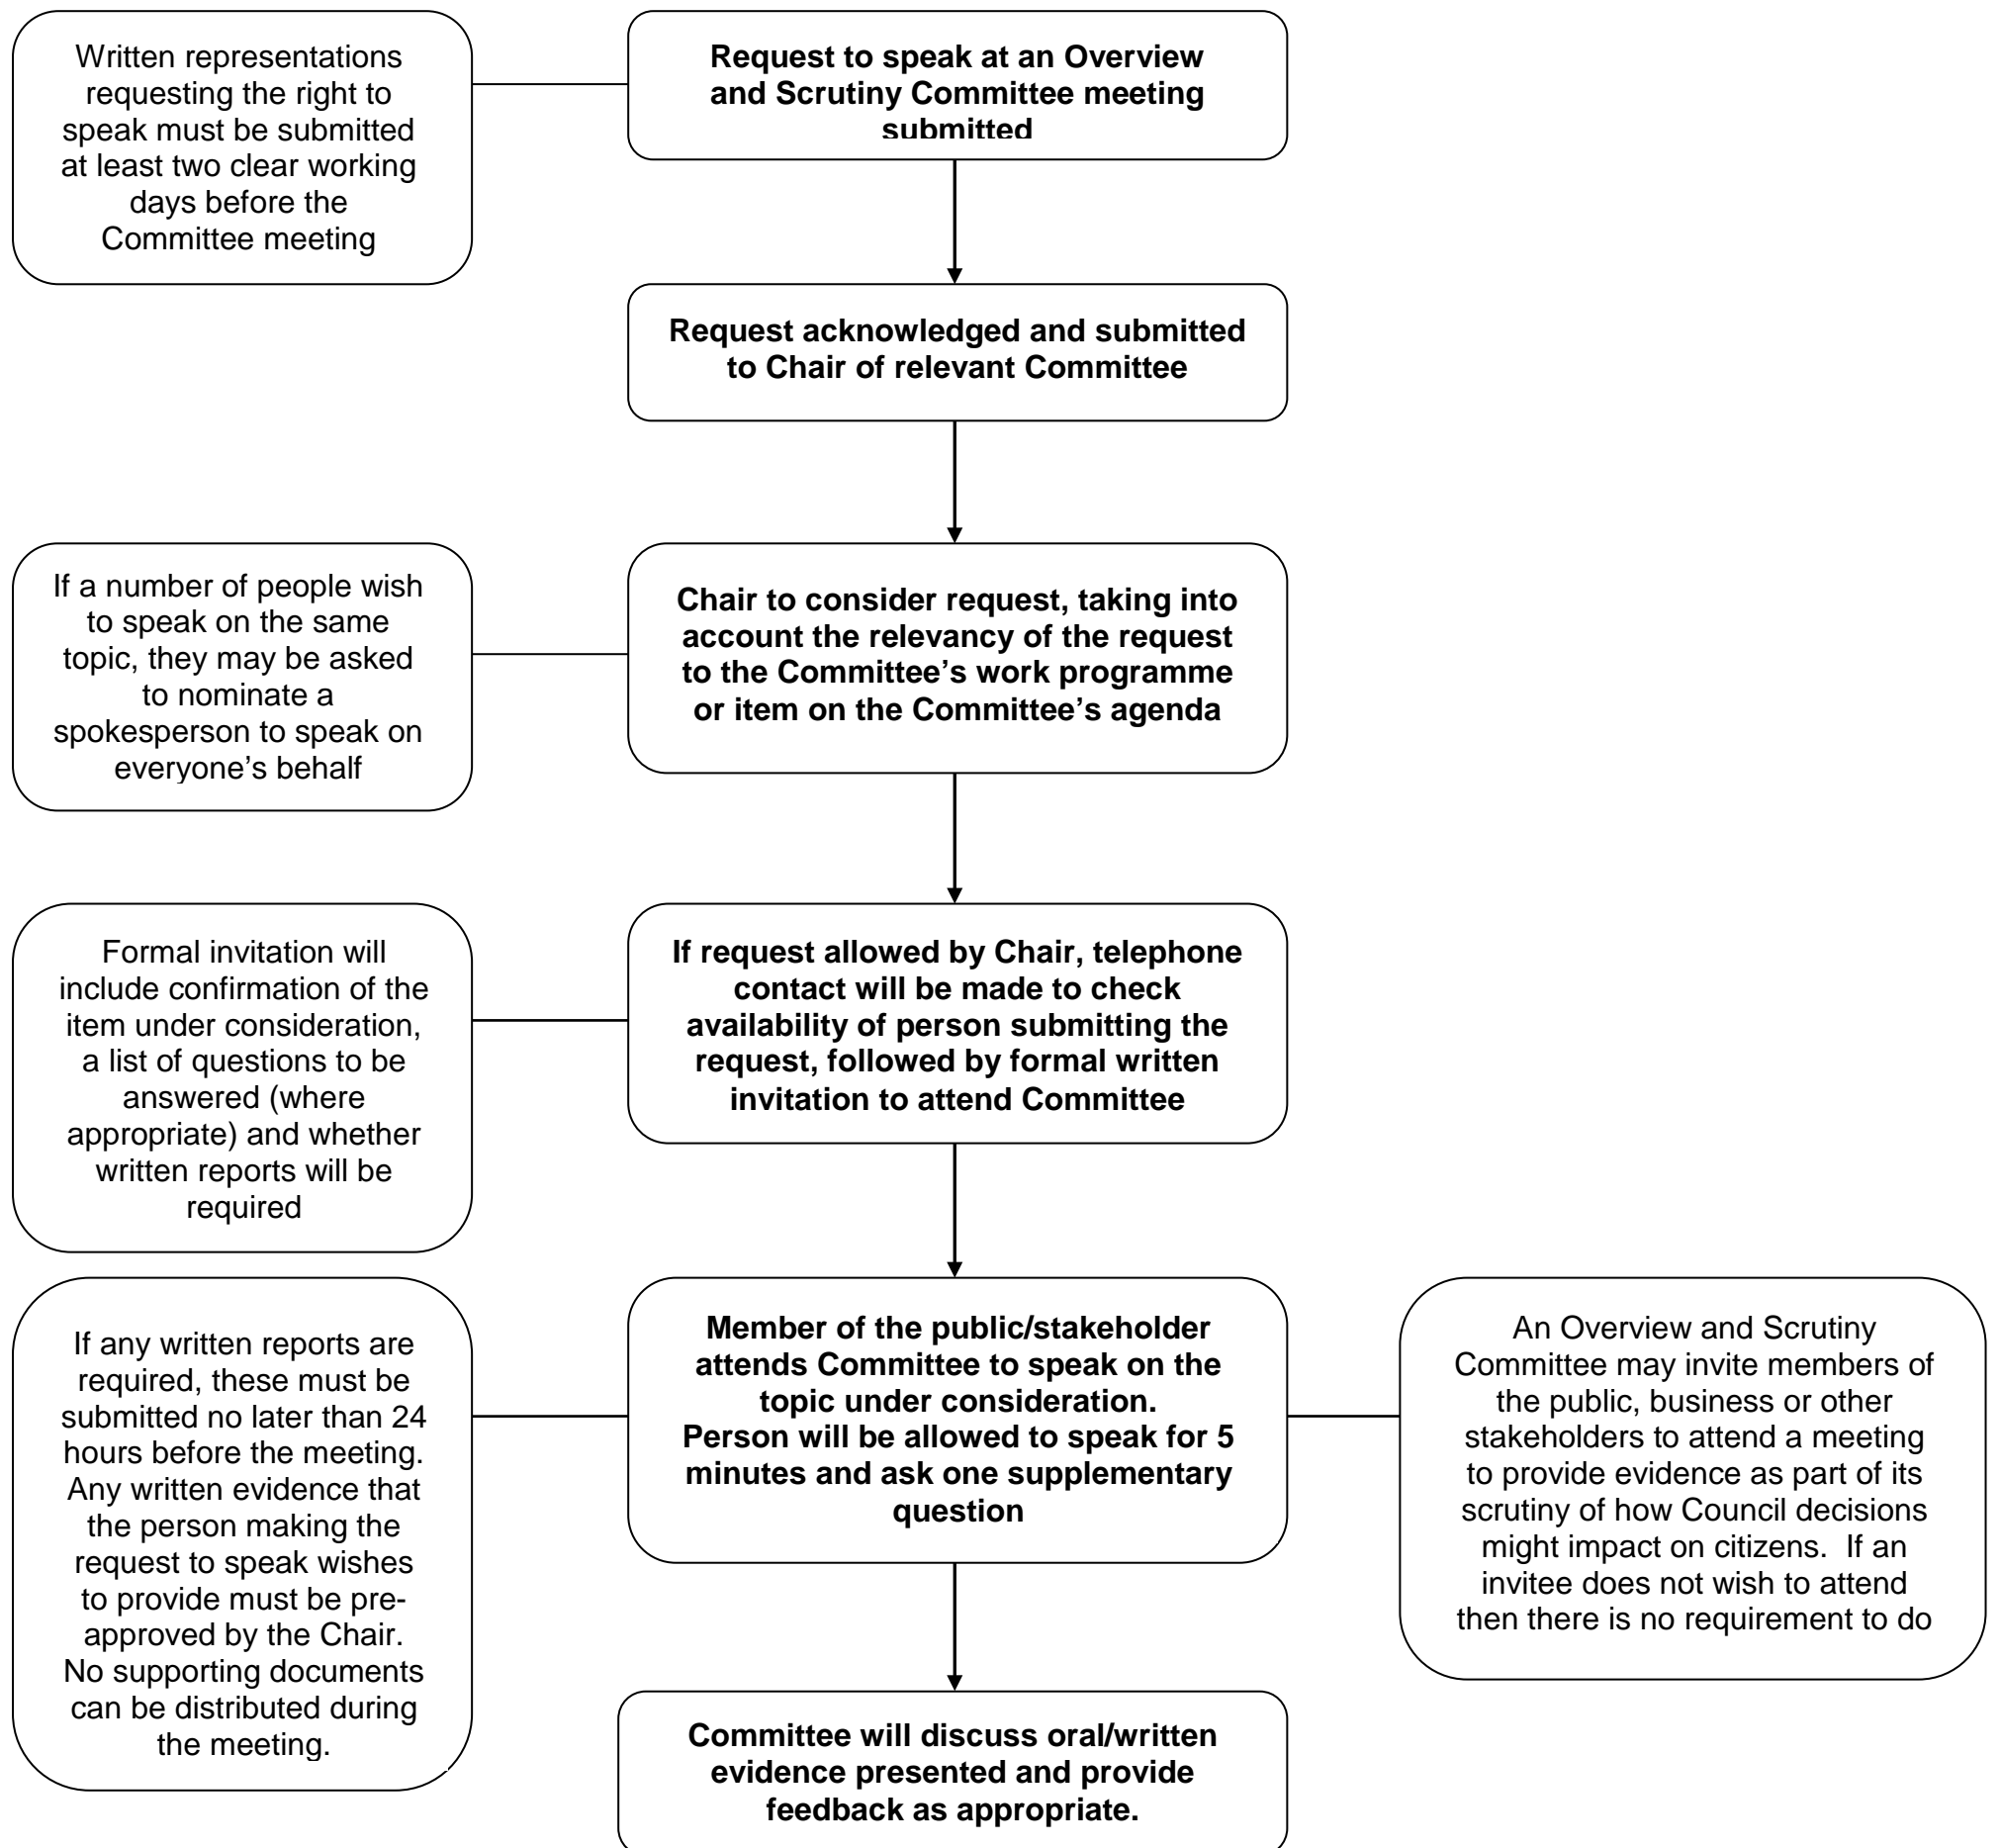 Written representations
requesting the right to
speak must be submitted
at least two clear working
days before the
Committee meeting
Request to speak at an Overview
and Scrutiny Committee meeting
submitted
Request acknowledged and submitted
to Chair of relevant Committee
If a number of people wish
to speak on the same
topic, they may be asked
to nominate a
spokesperson to speak on
everyone’s behalf
Chair to consider request, taking into
account the relevancy of the request
to the Committee’s work programme
or item on the Committee’s agenda
Formal invitation will
include confirmation of the
item under consideration,
a list of questions to be
answered (where
appropriate) and whether
written reports will be
required
If request allowed by Chair, telephone
contact will be made to check
availability of person submitting the
request, followed by formal written
invitation to attend Committee
If any written reports are
required, these must be
submitted no later than 24
hours before the meeting.
Any written evidence that
the person making the
request to speak wishes
to provide must be pre-
approved by the Chair.
No supporting documents
can be distributed during
the meeting.
Member of the public/stakeholder
attends Committee to speak on the
topic under consideration.
Person will be allowed to speak for 5
minutes and ask one supplementary
question
An Overview and Scrutiny
Committee may invite members of
the public, business or other
stakeholders to attend a meeting
to provide evidence as part of its
scrutiny of how Council decisions
might impact on citizens.  If an
invitee does not wish to attend
then there is no requirement to do
Committee will discuss oral/written
evidence presented and provide
feedback as appropriate.